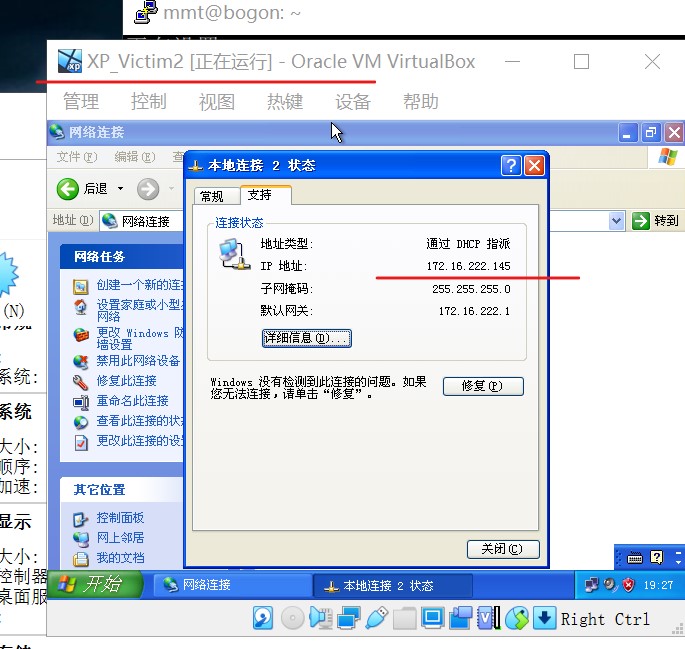 mmt@bogon: ~
XP_Victim2 [正在运行] - Oracle VM VirtualBox
管理 控制 视图 热键 设备 帮助
网络连接
文件(F) 编辑(E) 查
本地连接 2 状态
后退
常规 支持
地址(D) 网络连接
转到
连接状态
网络任务
地址类型: 通过 DHCP 指派
IP 地址: 172.16.222.145
创建一个新的连
子网掩码: 255.255.255.0
设置家庭或小型
网络
默认网关: 172.16.222.1
(N)
更改 Windows 防
墙设置
详细信息(D)...
禁用此网络设备
系统:
修复此连接
Windows 没有检测到此连接的问题。如果
您无法连接，请单击“修复”。
修复(P)
重命名此连接
系统
查看此连接的状
更改此连接的设
大小:
顺序:
加速:
其它位置
显示
控制面板
网上邻居
关闭(C)
大小:
我的文档
控制器
桌面服
开始 网络连接 本地连接 2 状态 19:27
Right Ctrl